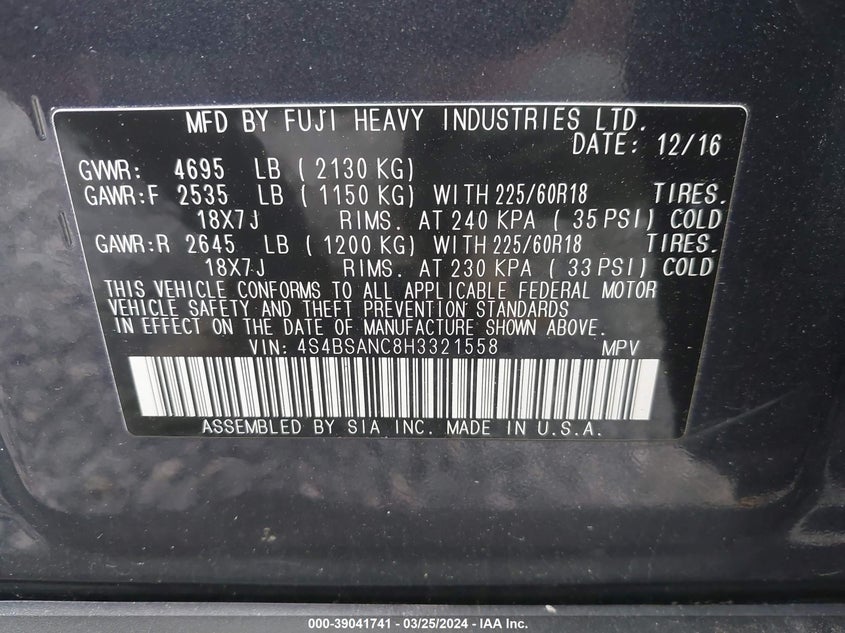 MFD BY FUJI HEAVY INDUSTRIES LTD.
DATE: 12/16
GVWR: 4695 LB ( 2130 KG)
GAWR:F 2535 LB ( 1150 KG) WITH 225/60R18 TIRES.
18X7J RIMS. AT 240 KPA ( 35 PSI) COLD
GAWR:R 2645 LB ( 1200 KG) WITH 225/60R18 TIRES.
18X7J RIMS. AT 230 KPA ( 33 PSI) COLD
THIS VEHICLE CONFORMS TO ALL APPLICABLE FEDERAL MOTOR
VEHICLE SAFETY AND THEFT PREVENTION STANDARDS
IN EFFECT ON THE DATE OF MANUFACTURE SHOWN ABOVE.
VIN: 4S4BSANC8H3321558 MPV
ASSEMBLED BY SIA INC. MADE IN U.S.A.
000-39041741 - 03/25/2024 - IAA Inc.